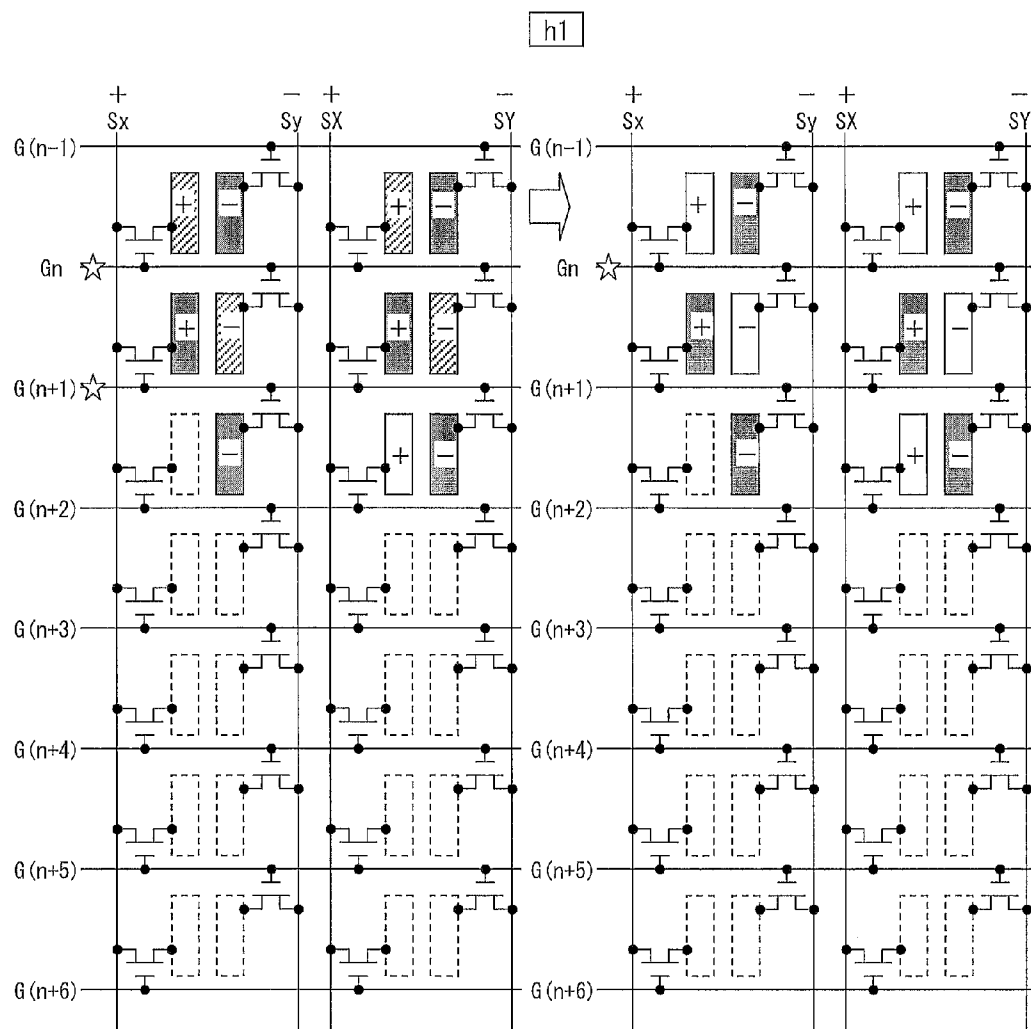 h1
+ − + − + − + −
Sx Sy SX SY Sx Sy SX SY
G(n-1) G(n-1)
+ − + − + − + −
Gn ☆ Gn ☆
+ − + − + − + −
G(n+1) ☆ G(n+1)
− + − − + −
G(n+2) G(n+2)
G(n+3) G(n+3)
G(n+4) G(n+4)
G(n+5) G(n+5)
G(n+6) G(n+6)